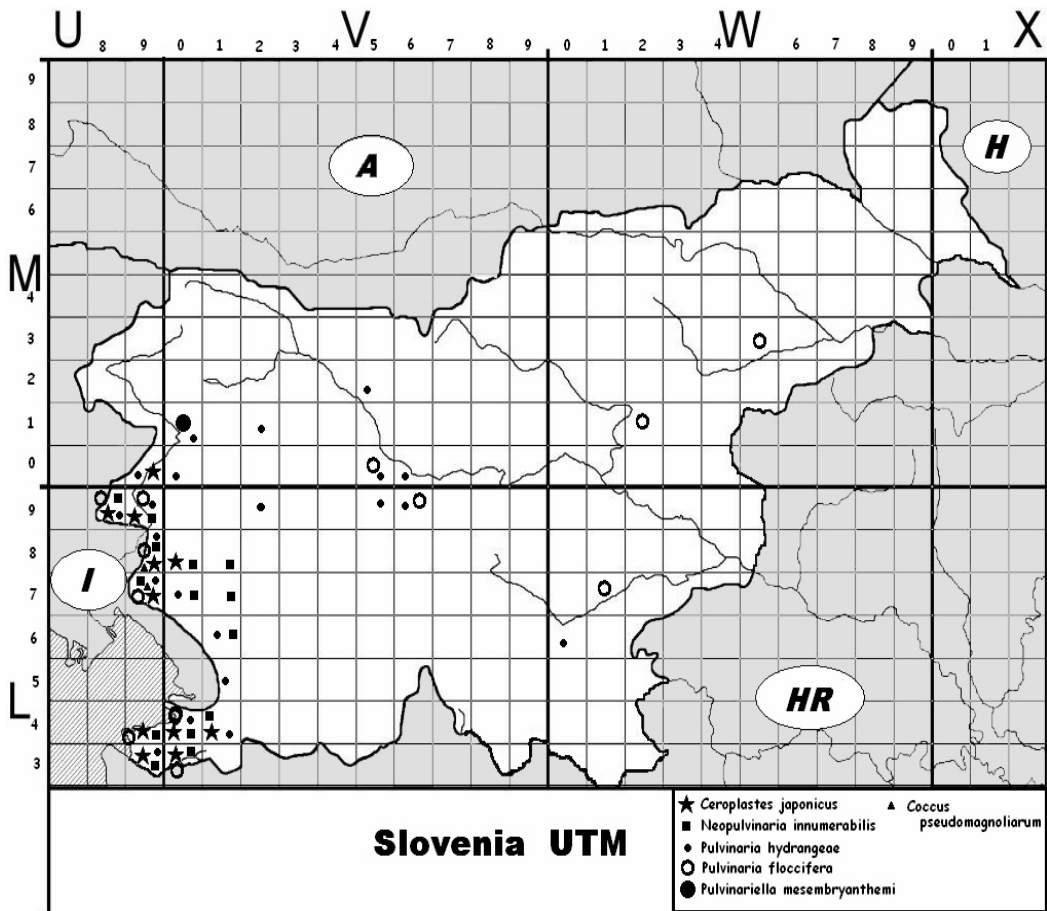 U V W X
8 9 0 1 2 3 4 5 6 7 8 9 0 1 2 3 4 6 7 8 9 0 1
9
8
A
H
7
6
M
4
3
2
1
0
9
8
I
7
6
5
L
HR
4
3
Slovenia UTM
Ceroplastes japonicus
Neopulvinaria innumerabilis
Pulvinaria hydrangeae
Pulvinaria floccifera
Pulvinariella mesembryanthemi
Coccus
pseudomagnoliarum